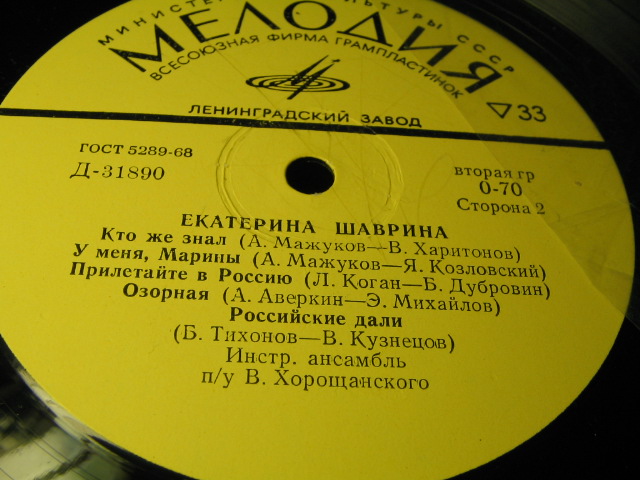 МИНИСТЕ ЬТУРЫ СССР
МЕЛОДИЯ
ВСЕСОЮЗНАЯ ФИРМА ГРАМПЛАСТИНОК
33
ЛЕНИНГРАДСКИЙ ЗАВОД
ГОСТ 5289-68
Д-31890
вторая гр
0-70
Сторона 2
ЕКАТЕРИНА ШАВРИНА
Кто же знал (А. Мажуков—В. Харитонов)
У меня, Марины (А. Мажуков—Я. Козловский)
Прилетайте в Россию (Л. Коган—Б. Дубровин)
Озорная (А. Аверкин—Э. Михайлов)
Российские дали
(Б. Тихонов—В. Кузнецов)
Инстр. ансамбль
п/у В. Хорощанского